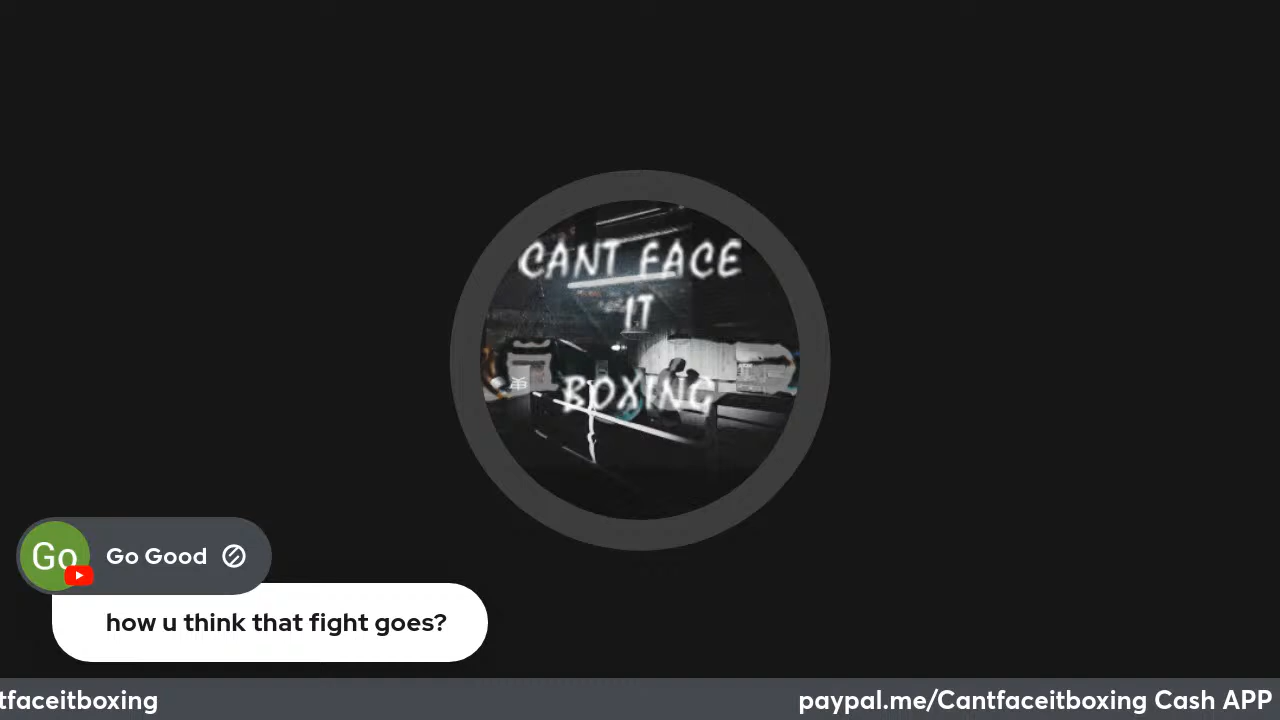 CANT FACE
IT
BOXING
Go
Go Good
how u think that fight goes?
tfaceitboxing
paypal.me/Cantfaceitboxing Cash APP